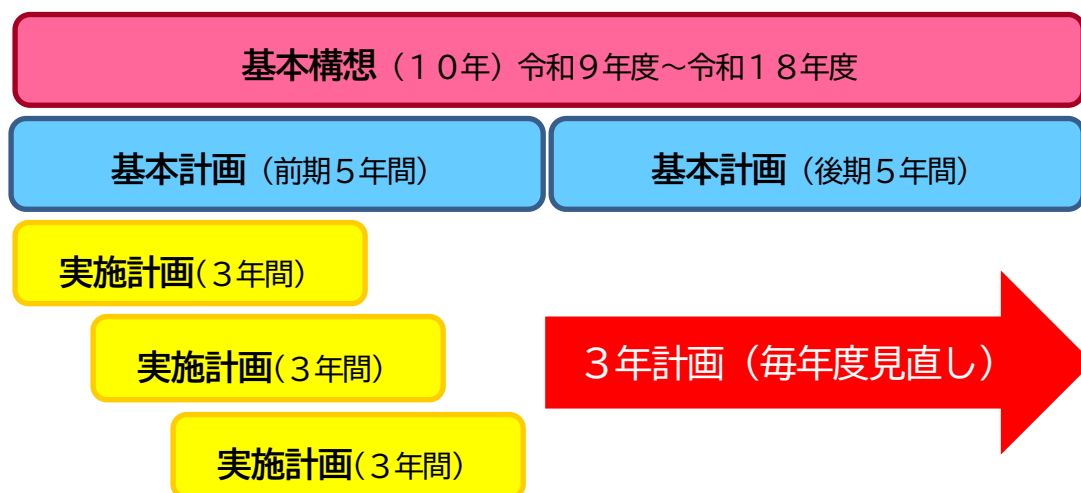 基本構想（１０年）令和９年度～令和１８年度
基本計画（前期５年間）
基本計画（後期５年間）
実施計画(３年間)
実施計画(３年間)
３年計画（毎年度見直し）
実施計画(３年間)